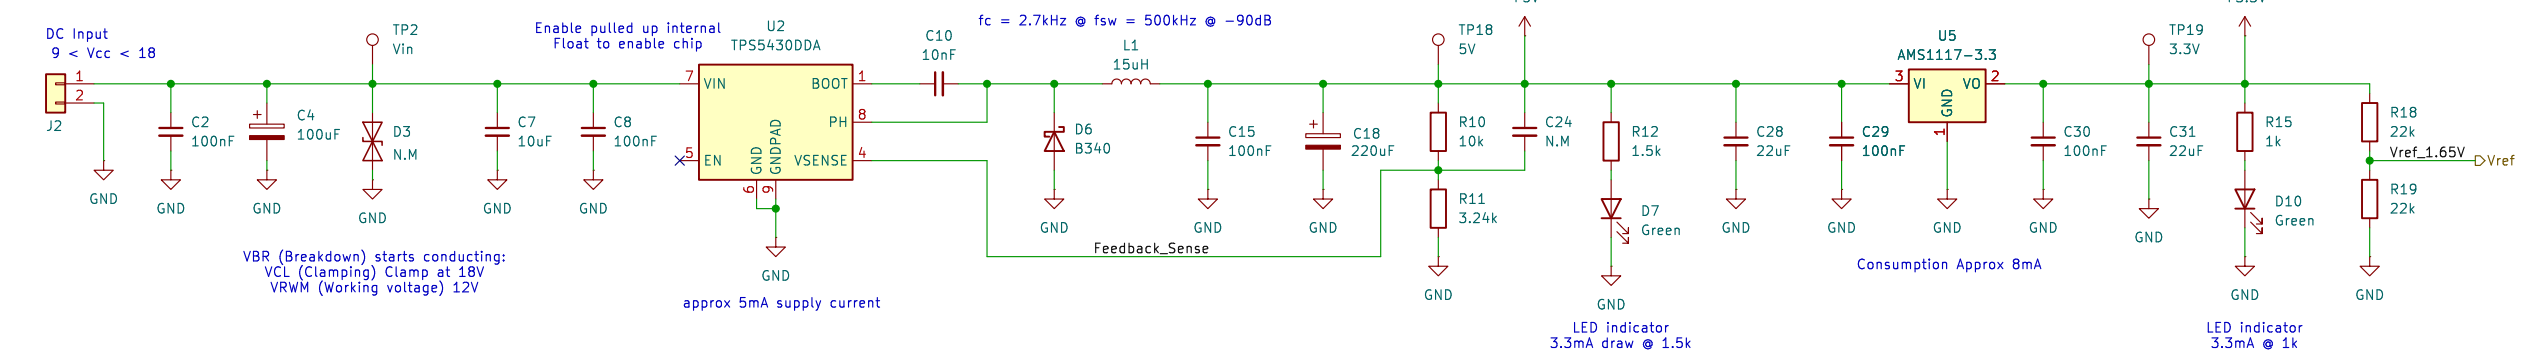 DC Input
9 < Vcc < 18
1
2
J2
GND
C2
100nF
GND
C4
100uF
GND
TP2
Vin
D3
N.M
GND
VBR (Breakdown) starts conducting:
VCL (Clamping) Clamp at 18V
VRWM (Working voltage) 12V
C7
10uF
GND
C8
100nF
GND
Enable pulled up internal
Float to enable chip
U2
TPS5430DDA
7
VIN
5
EN
BOOT
1
PH
8
VSENSE
4
GND
GNDPAD
6
9
GND
approx 5mA supply current
C10
10nF
fc = 2.7kHz @ fsw = 500kHz @ -90dB
D6
B340
GND
L1
15uH
C15
100nF
GND
C18
220uF
GND
Feedback_Sense
TP18
5V
R10
10k
R11
3.24k
GND
C24
N.M
R12
1.5k
D7
Green
GND
LED indicator
3.3mA draw @ 1.5k
C28
22uF
GND
C29
100nF
GND
U5
AMS1117-3.3
3
VI
VO
2
GND
1
GND
Consumption Approx 8mA
C30
100nF
GND
TP19
3.3V
C31
22uF
GND
R15
1k
D10
Green
GND
LED indicator
3.3mA @ 1k
R18
22k
Vref_1.65V
Vref
R19
22k
GND